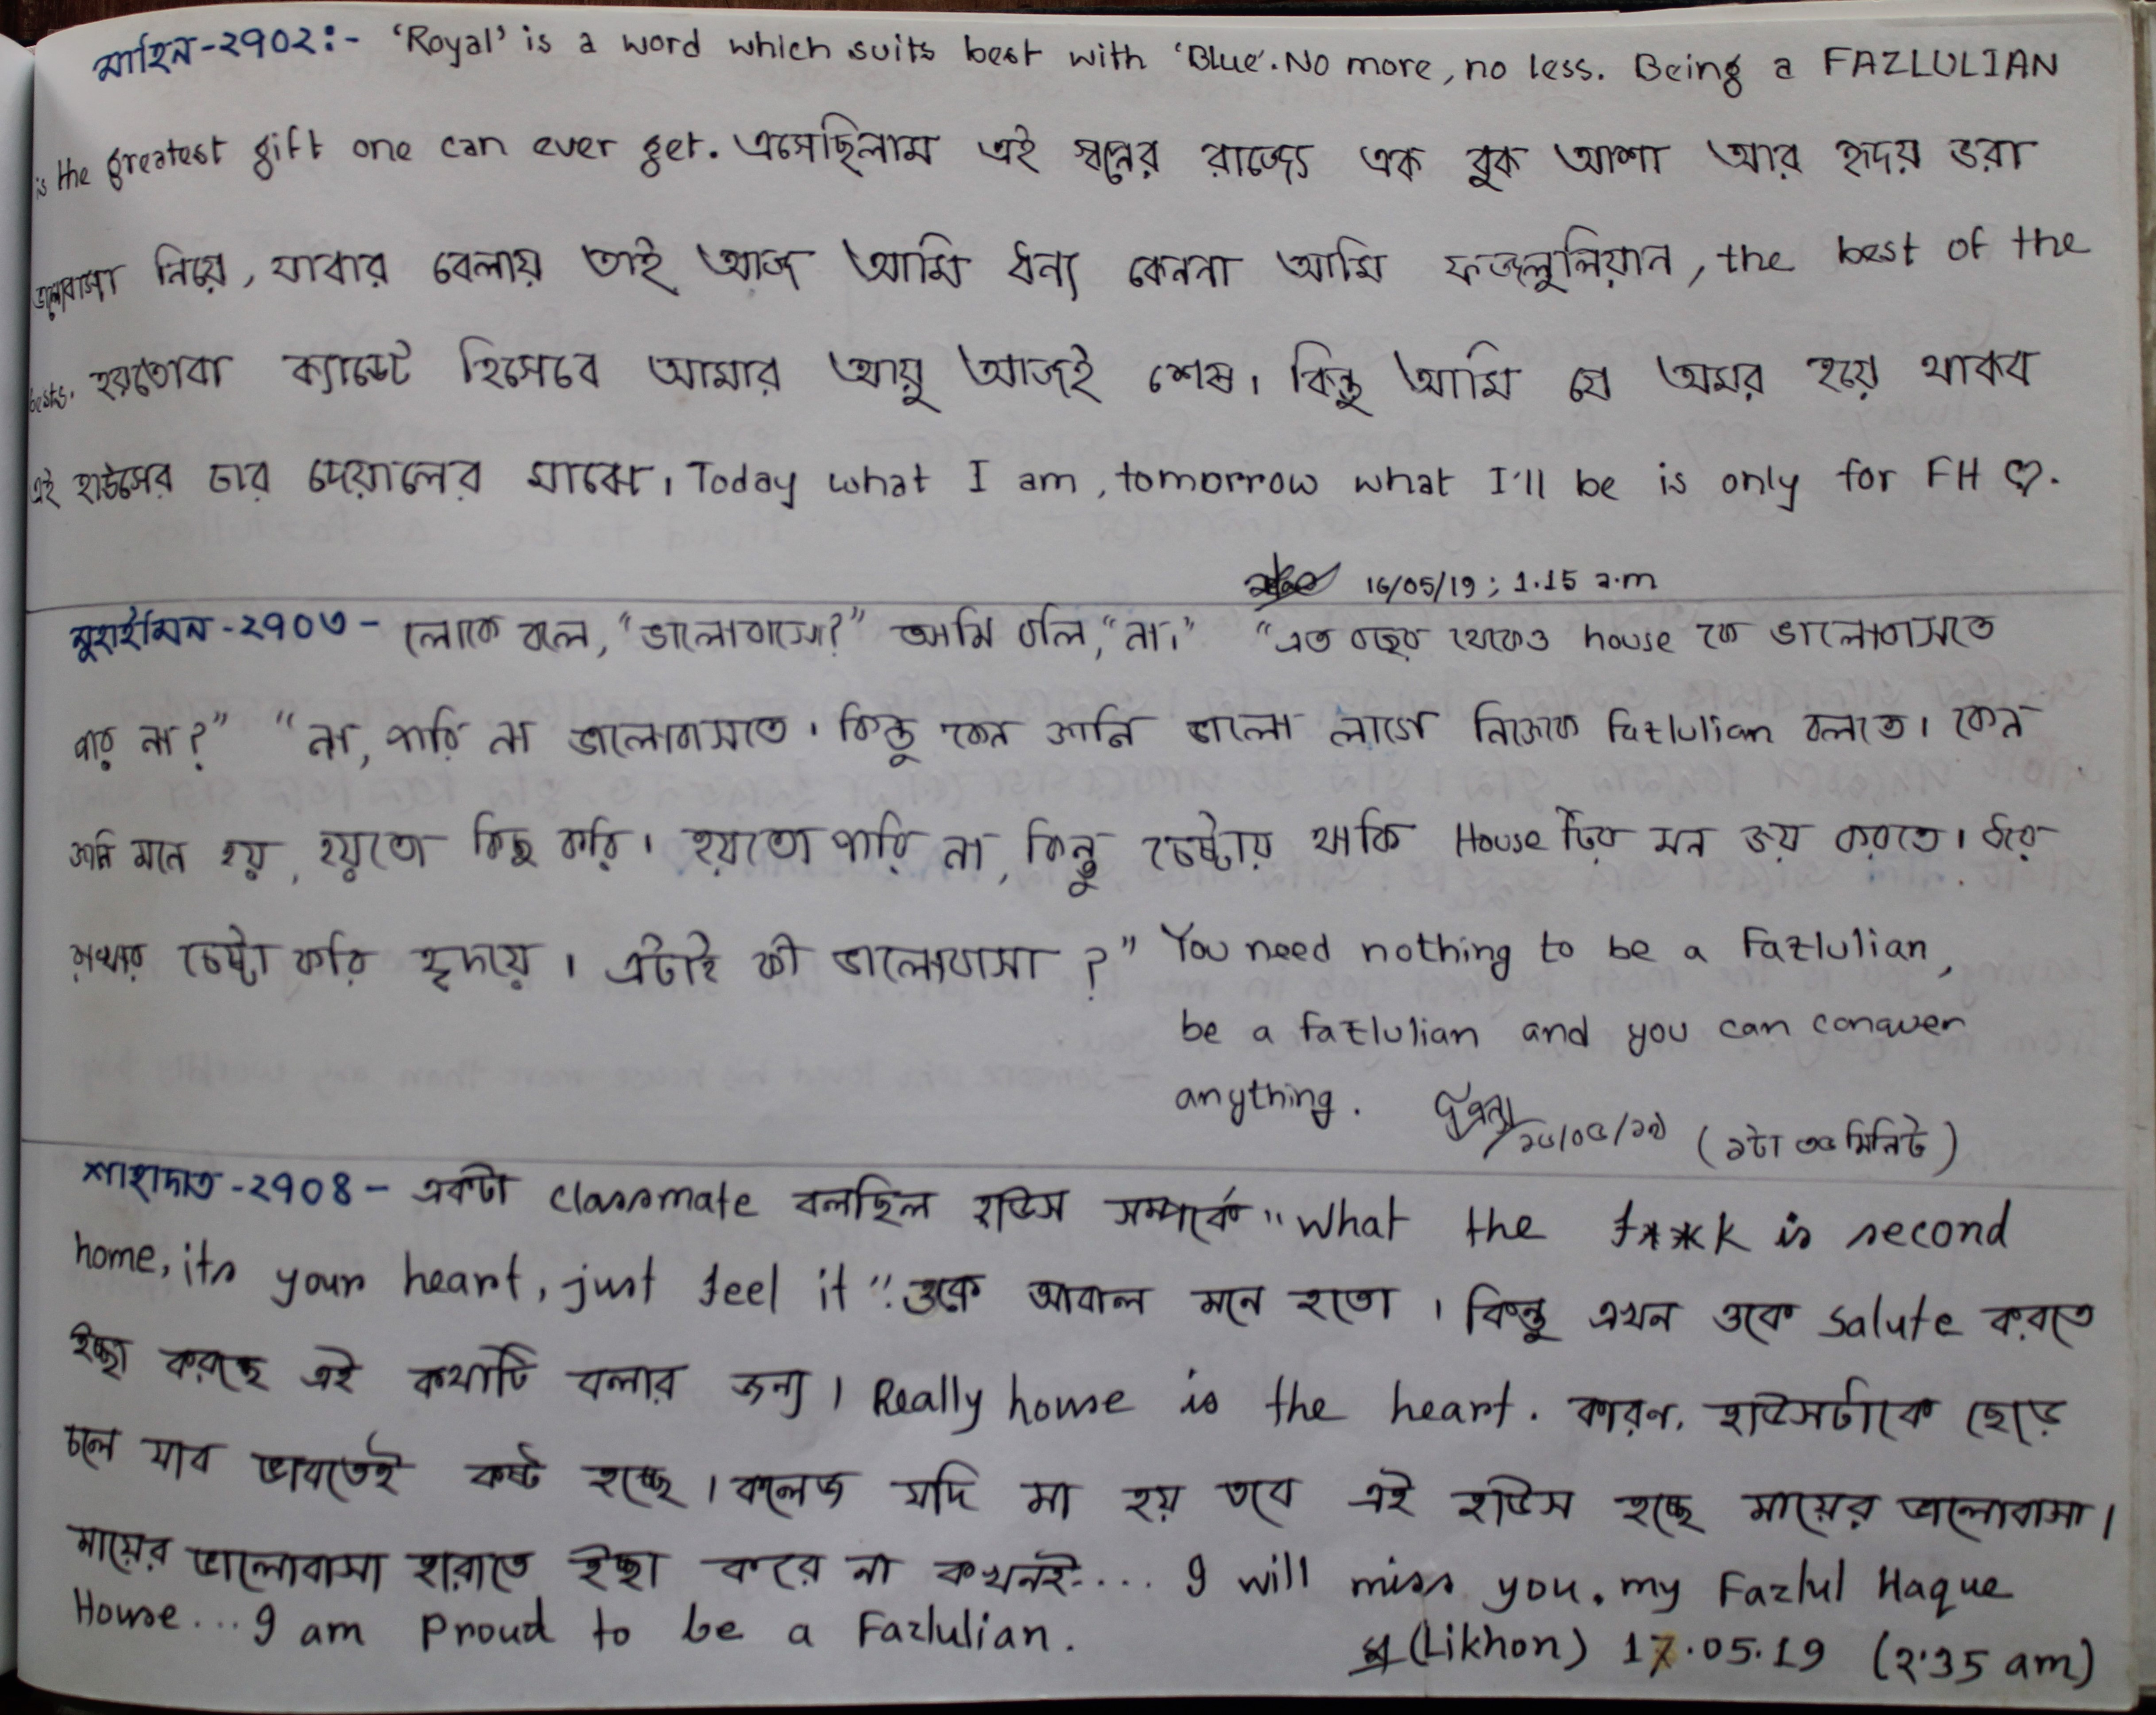 মাহিন-২৭০২:- ‘Royal’ is a word which suits best with ‘Blue’. No more, no less. Being a FAZLULIAN
is the greatest gift one can ever get. এসেছিলাম এই স্বপ্নের রাজ্যে এক বুক আশা আর হৃদয় ভরা
ভালোবাসা নিয়ে, যাবার বেলায় তাই আজ আমি ধন্য কেননা আমি ফজলুলিয়ান, the best of the
bests. হয়তোবা ক্যাডেট হিসেবে আমার আয়ু আজই শেষ। কিন্তু আমি যে অমর হয়ে থাকব
এই হাউসের চার দেয়ালের মাঝে। Today what I am, tomorrow what I'll be is only for FH ♡.
16/05/19 ; 1.15 a.m
মুহাইমিন-২৭০৩ - লোকে বলে, “ভালোবাসো?” আমি বলি, “না।” “এত বছর থেকেও house কে ভালোবাসতে
পার না?” “না, পারি না ভালোবাসতে। কিন্তু কেন জানি ভালো লাগে নিজেকে Fazlulian বলতে। কেন
জানি মনে হয়, হয়তো কিছু করি। হয়তো পারি না, কিন্তু চেষ্টায় থাকি House টির মন জয় করতে। ধরে
রাখার চেষ্টা করি হৃদয়ে। এটাই কী ভালোবাসা?” You need nothing to be a Fazlulian,
be a fazlulian and you can conquer
anything. ১৬/০৫/১৯ (১টা ৩৫ মিনিট)
শাহাদাত-২৭০৪ - একটা classmate বলছিল হাউস সম্পর্কে “What the f**k is second
home, its your heart, just feel it”. ওকে আবাল মনে হতো। কিন্তু এখন ওকে salute করতে
ইচ্ছা করছে এই কথাটি বলার জন্য। Really house is the heart. কারন, হাউসটাকে ছেড়ে
চলে যাব ভাবতেই কষ্ট হচ্ছে। কলেজ যদি মা হয় তবে এই হাউস হচ্ছে মায়ের ভালোবাসা।
মায়ের ভালোবাসা হারাতে ইচ্ছা করে না কখনই.... I will miss you. my Fazlul Haque
House... I am Proud to be a Fazlulian.
(Likhon) 17.05.19 (2.35 am)